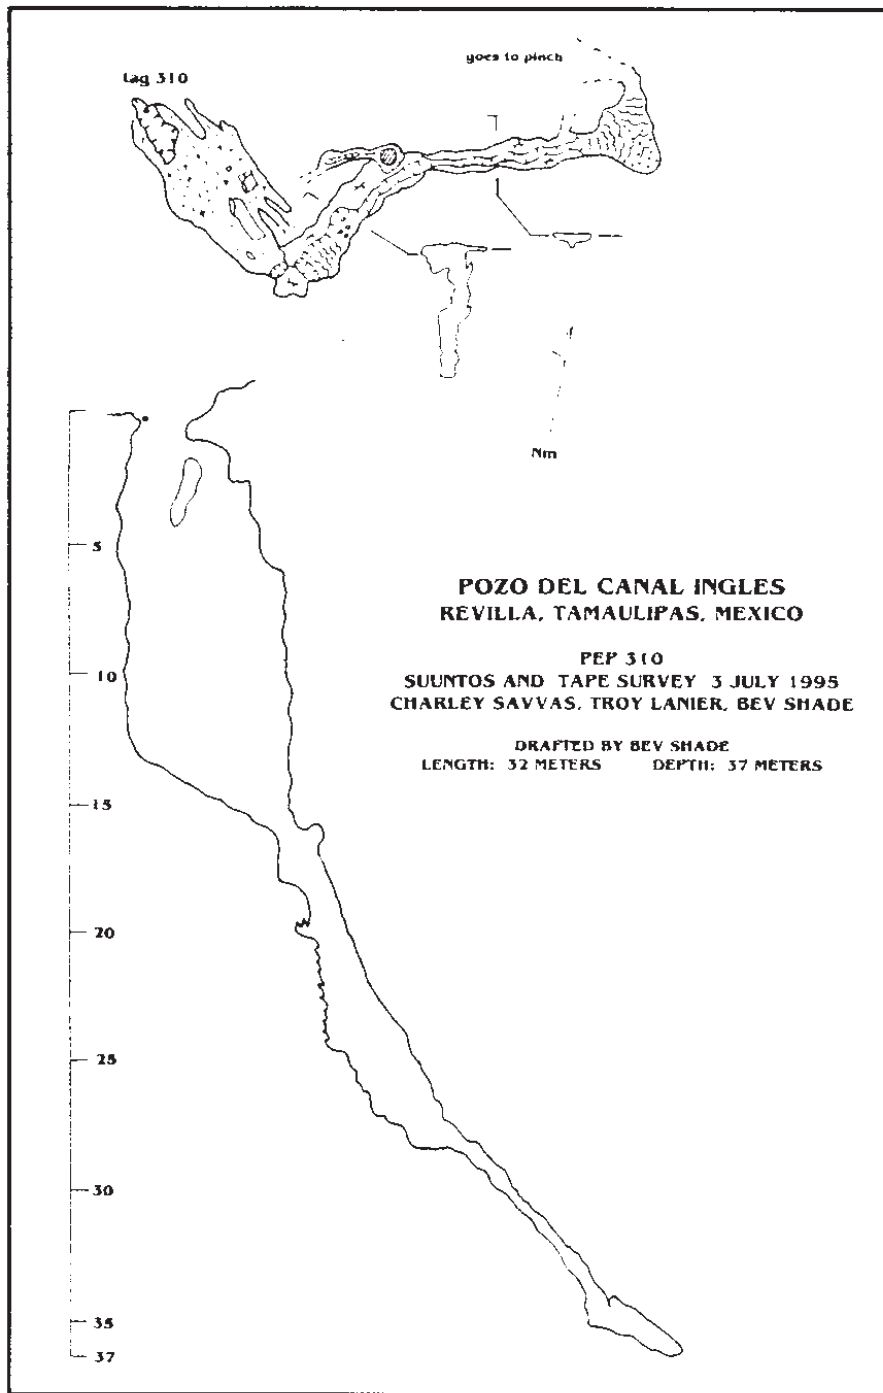 tag 310
goes to pinch
Nm
5
10
15
20
25
30
35
37
POZO DEL CANAL INGLES
REVILLA, TAMAULIPAS, MEXICO
PEP 310
SUUNTOS AND TAPE SURVEY 3 JULY 1995
CHARLEY SAVVAS, TROY LANIER, BEV SHADE
DRAFTED BY BEV SHADE
LENGTH: 32 METERS DEPTH: 37 METERS